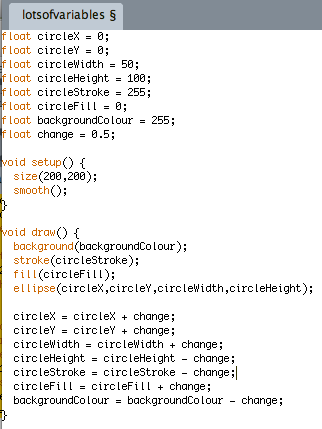 lotsofvariables §
float circleX = 0;
float circleY = 0;
float circleWidth = 50;
float circleHeight = 100;
float circleStroke = 255;
float circleFill = 0;
float backgroundColour = 255;
float change = 0.5;
void setup() {
size(200,200);
smooth();
}
void draw() {
background(backgroundColour);
stroke(circleStroke);
fill(circleFill);
ellipse(circleX,circleY,circleWidth,circleHeight);
circleX = circleX + change;
circleY = circleY + change;
circleWidth = circleWidth + change;
circleHeight = circleHeight - change;
circleStroke = circleStroke - change;
circleFill = circleFill + change;
backgroundColour = backgroundColour - change;
}